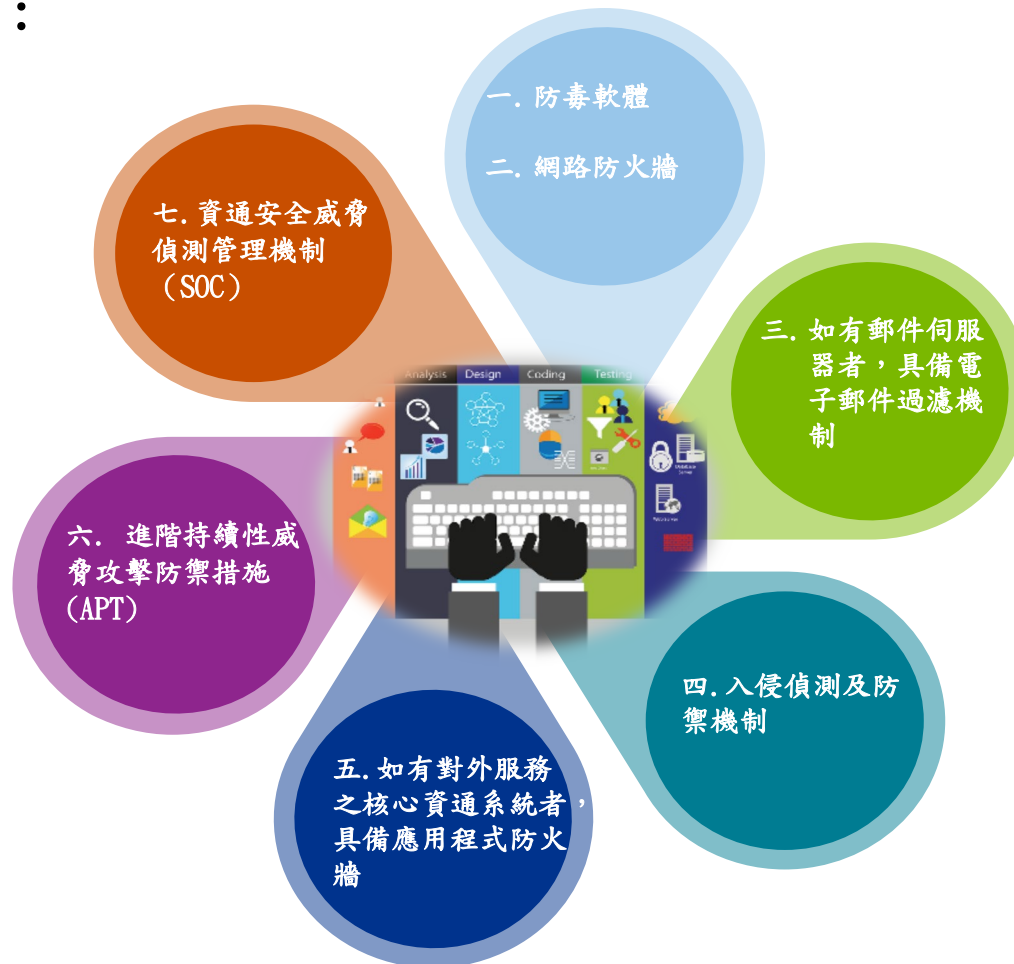 ：
一. 防毒軟體
二. 網路防火牆
三. 如有郵件伺服
器者，具備電
子郵件過濾機
制
四.入侵偵測及防
禦機制
五.如有對外服務
之核心資通系統者，
具備應用程式防火
牆
六. 進階持續性威
脅攻擊防禦措施
(APT)
七.資通安全威脅
偵測管理機制
（SOC）
Analysis Design Coding Testing
Database
Server